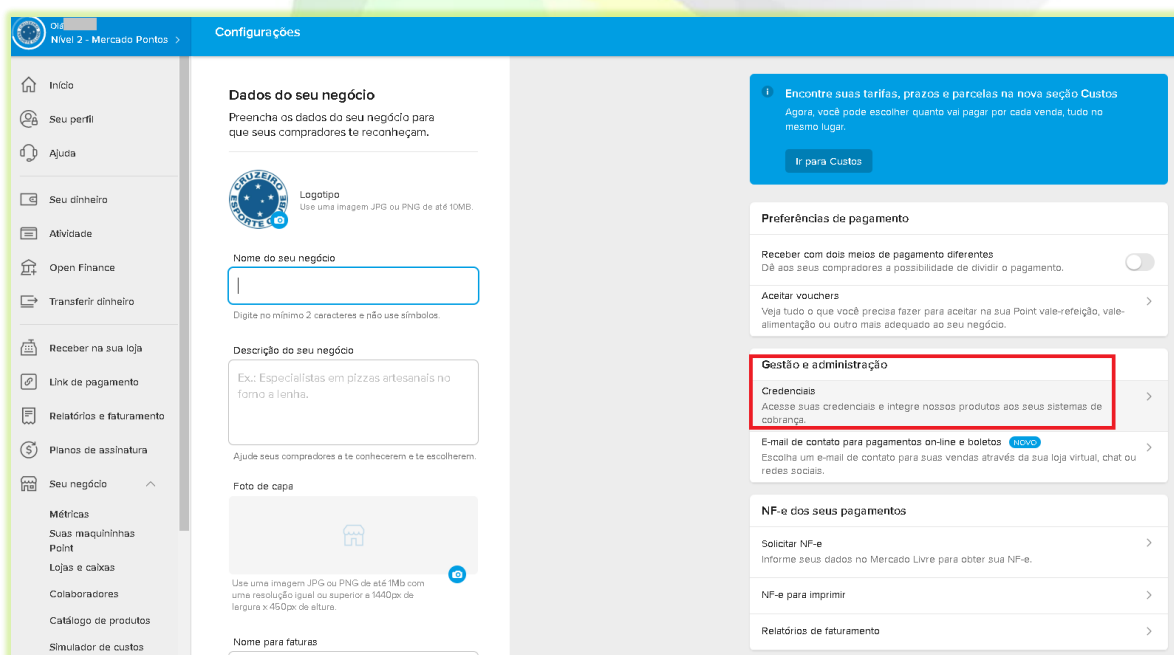 Olá
Nível 2 - Mercado Pontos
Configurações
Início
Seu perfil
Ajuda
Seu dinheiro
Atividade
Open Finance
Transferir dinheiro
Receber na sua loja
Link de pagamento
Relatórios e faturamento
Planos de assinatura
Seu negócio
Métricas
Suas maquininhas
Point
Lojas e caixas
Colaboradores
Catálogo de produtos
Simulador de custos
Dados do seu negócio
Preencha os dados do seu negócio para
que seus compradores te reconheçam.
CRUZEIRO
ESPORTE CLUBE
Logotipo
Use uma imagem JPG ou PNG de até 10MB.
Nome do seu negócio
Digite no mínimo 2 caracteres e não use símbolos.
Descrição do seu negócio
Ex.: Especialistas em pizzas artesanais no
forno a lenha.
Ajude seus compradores a te conhecerem e te escolherem.
Foto de capa
Use uma imagem JPG ou PNG de até 1Mb com
uma resolução igual ou superior a 1440px de
largura x 450px de altura.
Nome para faturas
Encontre suas tarifas, prazos e parcelas na nova seção Custos
Agora, você pode escolher quanto vai pagar por cada venda, tudo no
mesmo lugar.
Ir para Custos
Preferências de pagamento
Receber com dois meios de pagamento diferentes
Dê aos seus compradores a possibilidade de dividir o pagamento.
Aceitar vouchers
Veja tudo o que você precisa fazer para aceitar na sua Point vale-refeição, vale-
alimentação ou outro mais adequado ao seu negócio.
Gestão e administração
Credenciais
Acesse suas credenciais e integre nossos produtos aos seus sistemas de
cobrança.
E-mail de contato para pagamentos on-line e boletos NOVO
Escolha um e-mail de contato para suas vendas através da sua loja virtual, chat ou
redes sociais.
NF-e dos seus pagamentos
Solicitar NF-e
Informe seus dados no Mercado Livre para obter sua NF-e.
NF-e para imprimir
Relatórios de faturamento